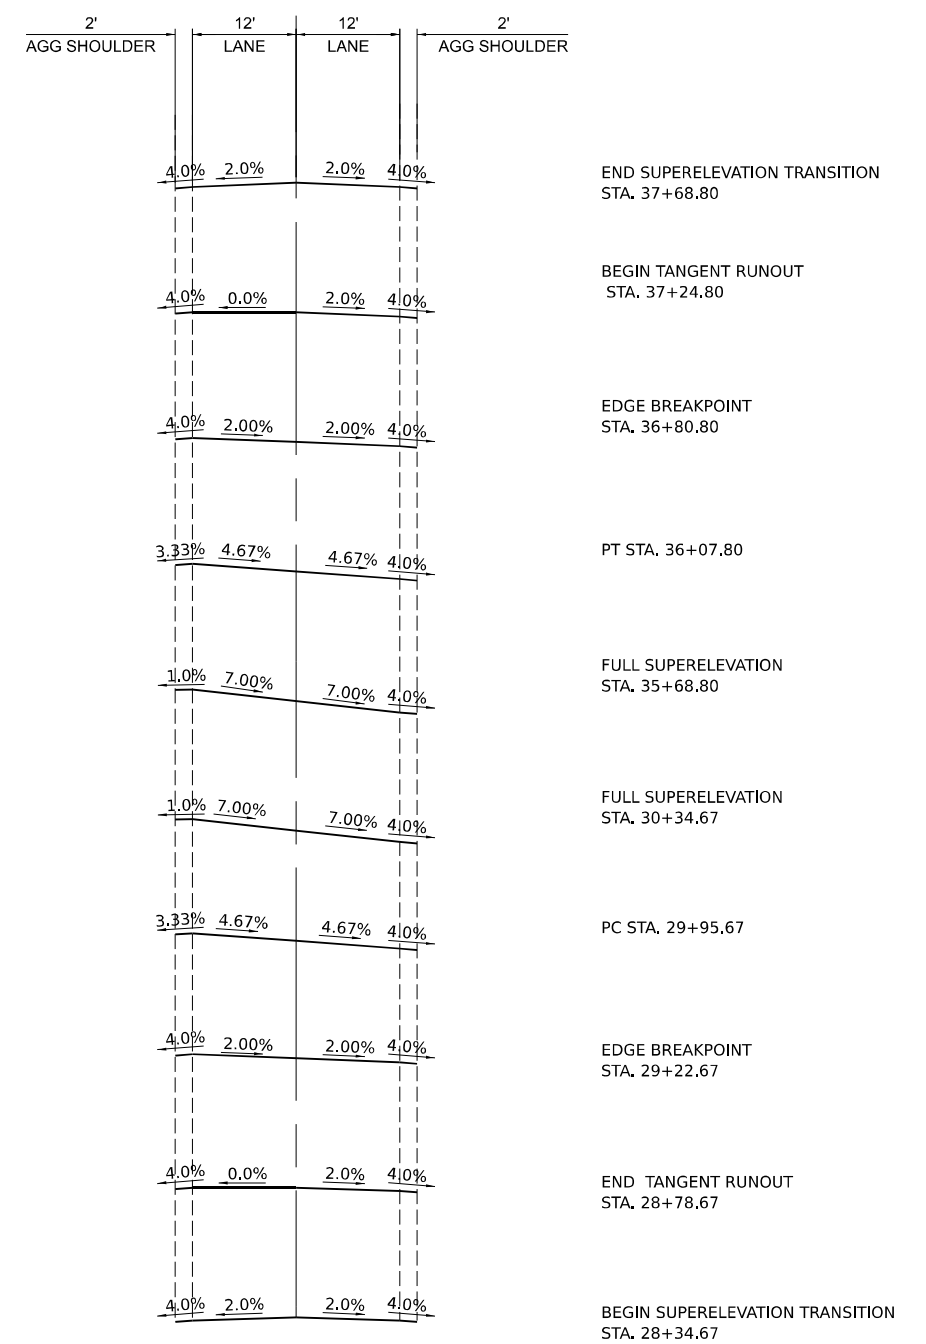 2' 12' 12' 2'
AGG SHOULDER LANE LANE AGG SHOULDER
4.0% 2.0% 2.0% 4.0%
END SUPERELEVATION TRANSITION
STA. 37+68.80
BEGIN TANGENT RUNOUT
STA. 37+24.80
4.0% 0.0% 2.0% 4.0%
EDGE BREAKPOINT
STA. 36+80.80
4.0% 2.00% 2.00% 4.0%
PT STA. 36+07.80
3.33% 4.67% 4.67% 4.0%
FULL SUPERELEVATION
STA. 35+68.80
1.0% 7.00% 7.00% 4.0%
FULL SUPERELEVATION
STA. 30+34.67
1.0% 7.00% 7.00% 4.0%
PC STA. 29+95.67
3.33% 4.67% 4.67% 4.0%
EDGE BREAKPOINT
STA. 29+22.67
4.0% 2.00% 2.00% 4.0%
END TANGENT RUNOUT
STA. 28+78.67
4.0% 0.0% 2.0% 4.0%
4.0% 2.0% 2.0% 4.0%
BEGIN SUPERELEVATION TRANSITION
STA. 28+34.67